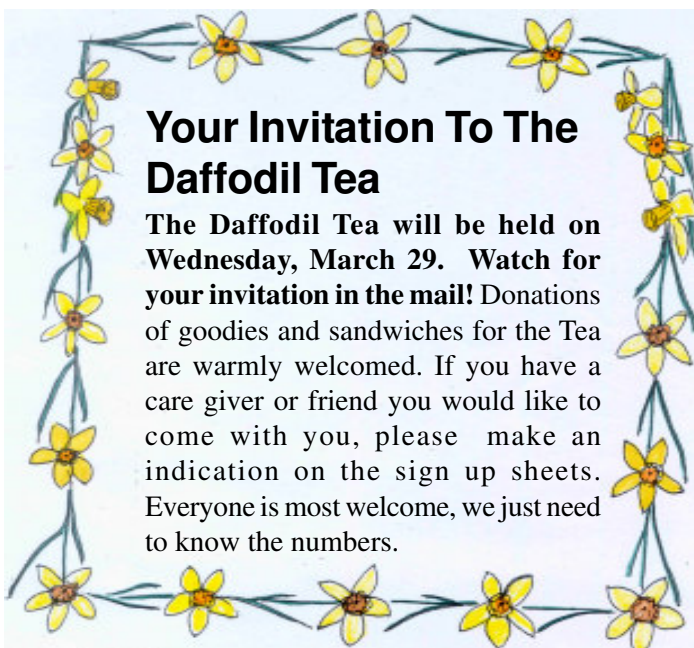 Your Invitation To The
Daffodil Tea
The Daffodil Tea will be held on
Wednesday, March 29. Watch for
your invitation in the mail! Donations
of goodies and sandwiches for the Tea
are warmly welcomed. If you have a
care giver or friend you would like to
come with you, please make an
indication on the sign up sheets.
Everyone is most welcome, we just need
to know the numbers.